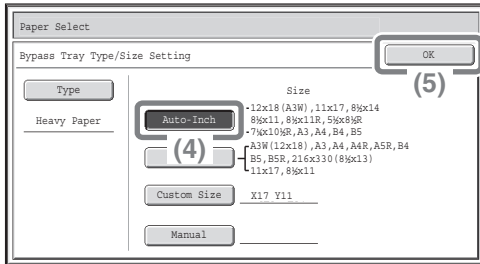 Paper Select
Bypass Tray Type/Size Setting
OK
(5)
Type
Heavy Paper
Size
Auto-Inch
(4)
12x18(A3W),11x17,8½x14
8½x11,8½x11R,5½x8½R
7¼x10½R,A3,A4,B4,B5
A3W(12x18),A3,A4,A4R,A5R,B4
B5,B5R,216x330(8½x13)
11x17,8½x11
Custom Size
X17 Y11
Manual